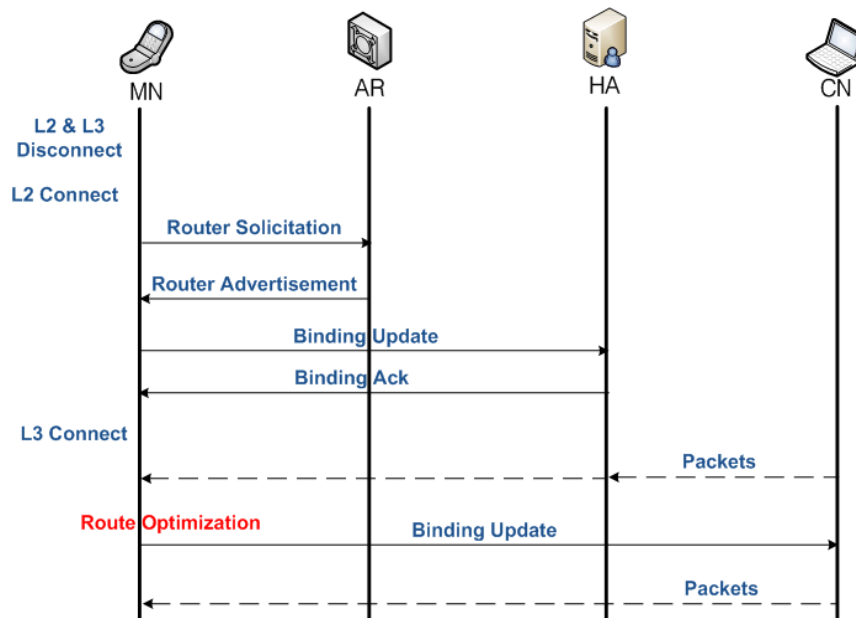 MN
AR
HA
CN
L2 & L3
Disconnect
L2 Connect
Router Solicitation
Router Advertisement
Binding Update
Binding Ack
L3 Connect
Packets
Route Optimization
Binding Update
Packets